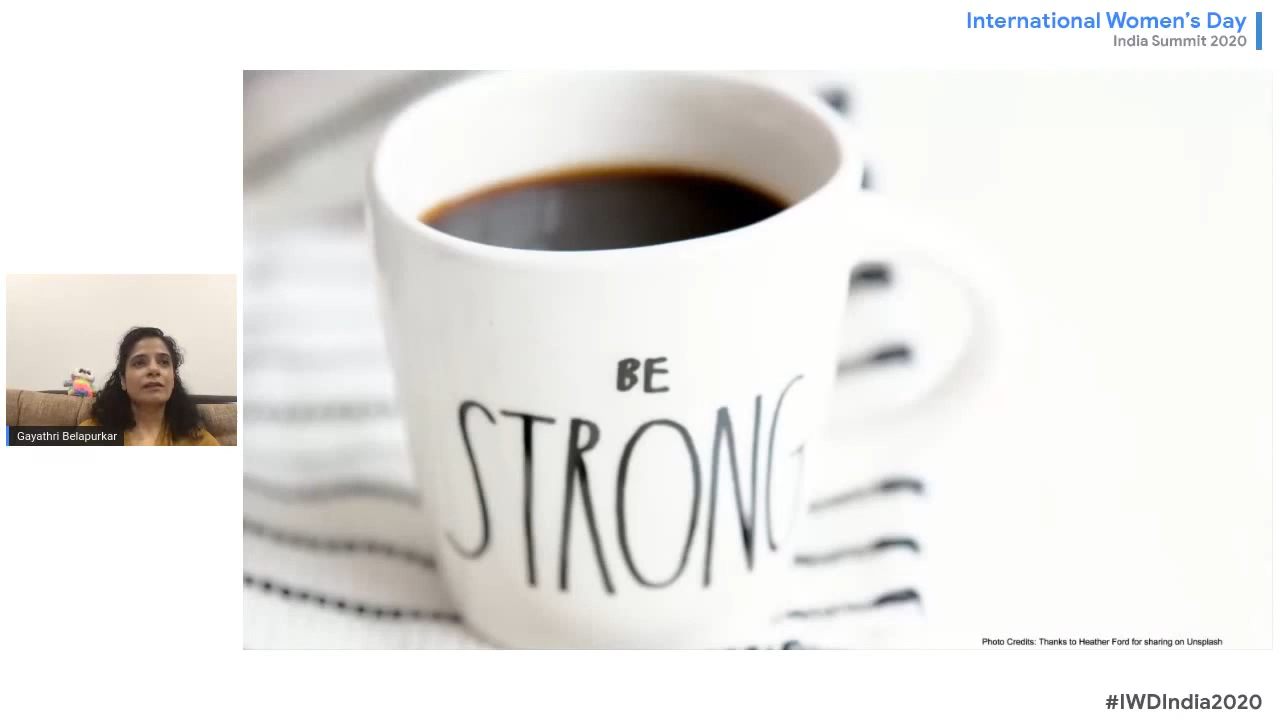 International Women's Day
India Summit 2020
BE
STRONG
Gayathri Belapurkar
Photo Credits: Thanks to Heather Ford for sharing on Unsplash
#IWDIndia2020